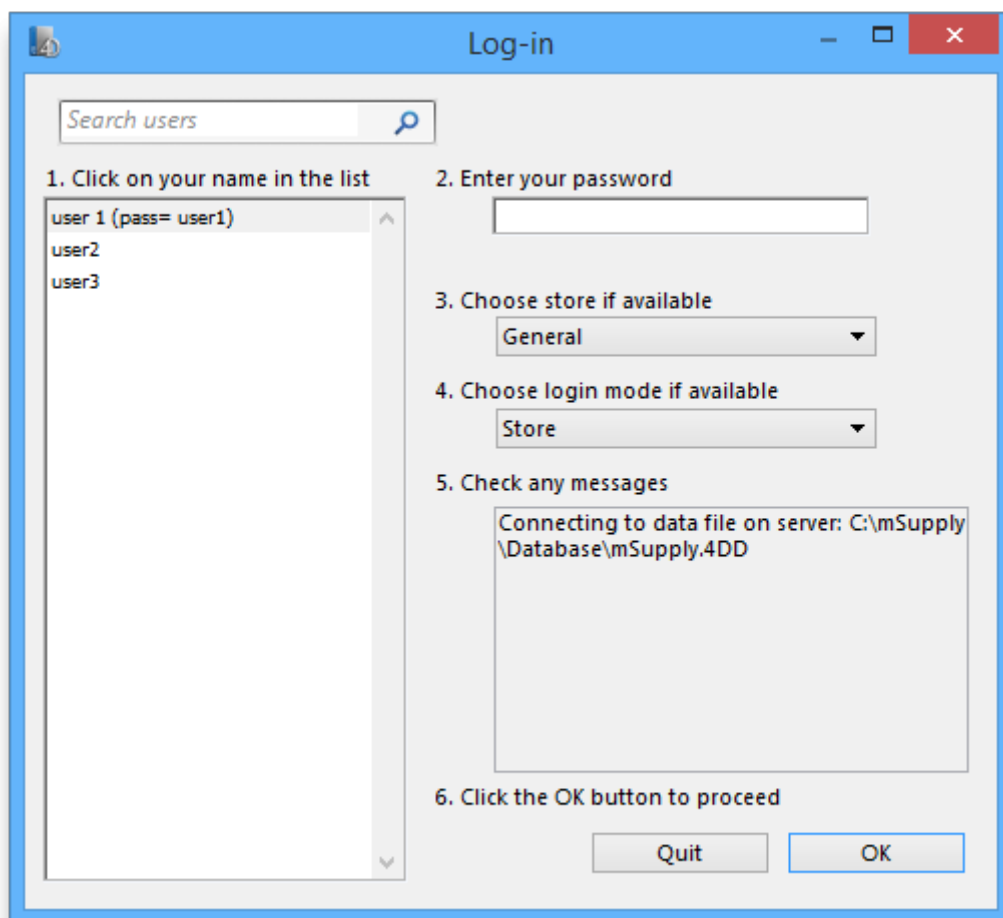 Log-in
Search users
1. Click on your name in the list
user 1 (pass= user1)
user2
user3
2. Enter your password
3. Choose store if available
General
4. Choose login mode if available
Store
5. Check any messages
Connecting to data file on server: C:\mSupply
\Database\mSupply.4DD
6. Click the OK button to proceed
Quit
OK